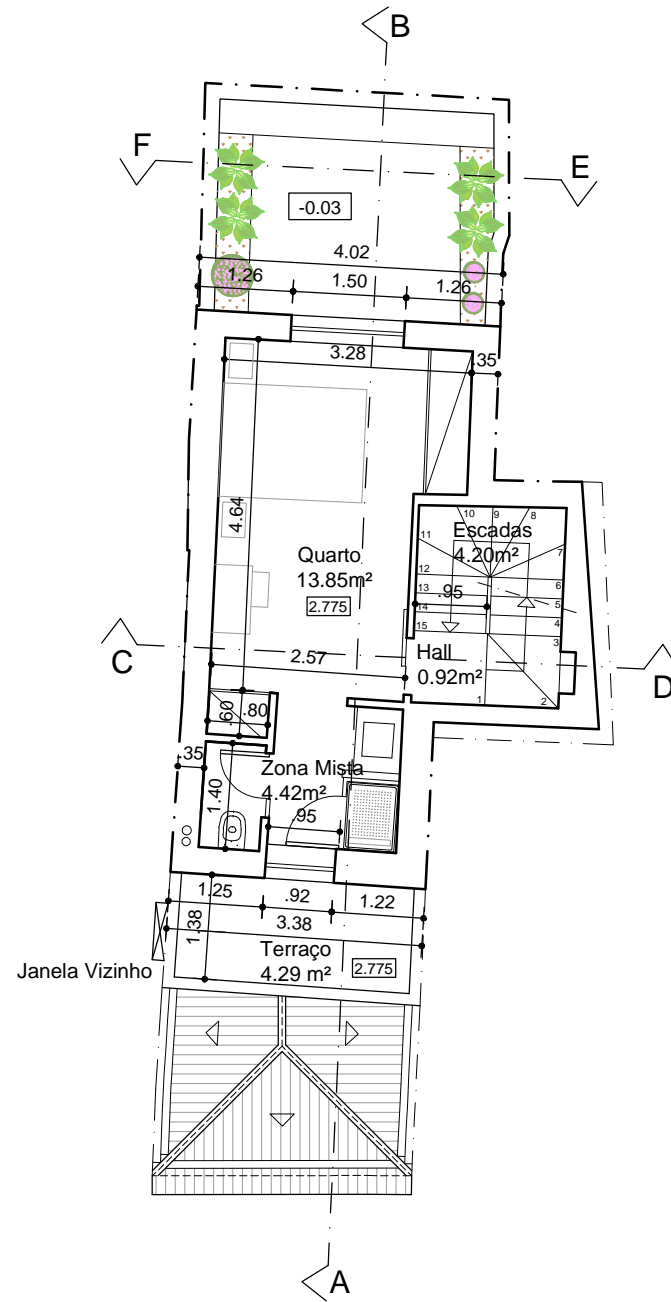 B
F
E
-0.03
4.02
1.26
1.50
1.26
3.28
.35
4.64
10
9
8
11
Escadas
4.20m²
7
Quarto
13.85m²
12
6
13
.95
5
2.775
14
4
15
Hall
3
C
2.57
0.92m²
D
1
2
.60
.80
.35
Zona Mista
4.42m²
1.40
.95
1.25
.92
1.22
1.38
3.38
Terraço
4.29 m²
2.775
Janela Vizinho
A